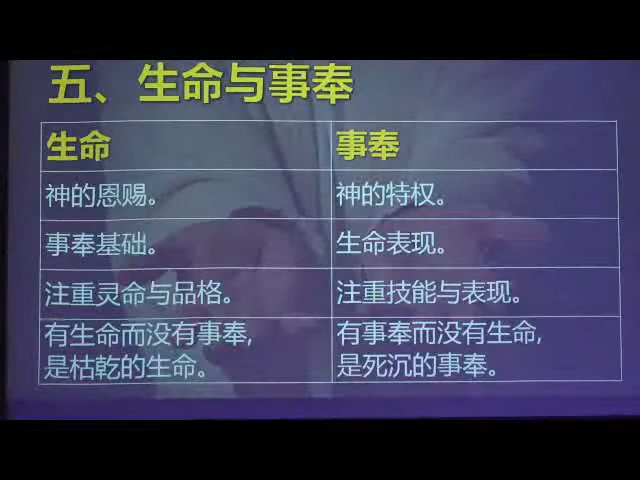 五、生命与事奉
生命 事奉
神的恩赐。 神的特权。
事奉基础。 生命表现。
注重灵命与品格。 注重技能与表现。
有生命而没有事奉, 有事奉而没有生命,
是枯乾的生命。 是死沉的事奉。